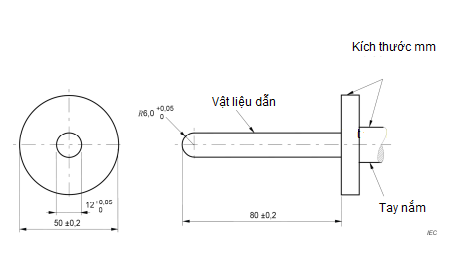 Kích thước mm
R6,0 +0,05 0
Vật liệu dẫn
12 +0,05 0
50 ±0,2
80 ±0,2
Tay nắm
IEC